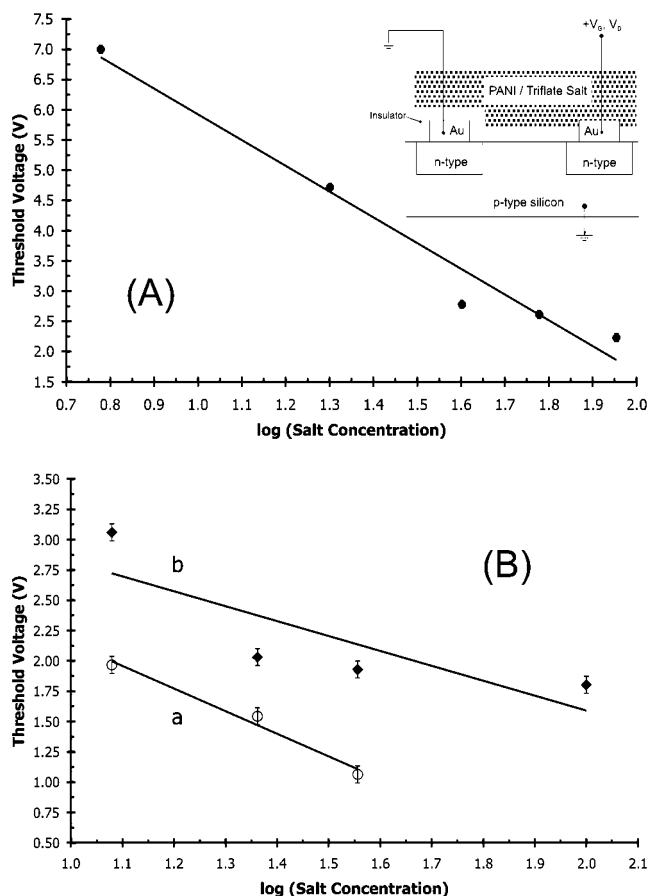 7.5
7.0
6.5
6.0
5.5
5.0
4.5
4.0
3.5
3.0
2.5
2.0
1.5
Threshold Voltage (V)
+V_G, V_D
PANI / Triflate Salt
Insulator
Au
Au
n-type
n-type
p-type silicon
(A)
0.7 0.8 0.9 1.0 1.1 1.2 1.3 1.4 1.5 1.6 1.7 1.8 1.9 2.0
log (Salt Concentration)
3.50
3.25
3.00
2.75
2.50
2.25
2.00
1.75
1.50
1.25
1.00
0.75
0.50
Threshold Voltage (V)
b
(B)
a
1.0 1.1 1.2 1.3 1.4 1.5 1.6 1.7 1.8 1.9 2.0 2.1
log (Salt Concentration)